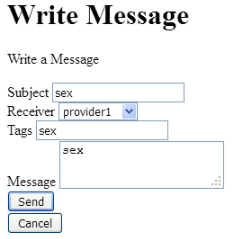 Write Message
Write a Message
Subject sex
Receiver provider1
Tags sex
sex
Message
Send
Cancel